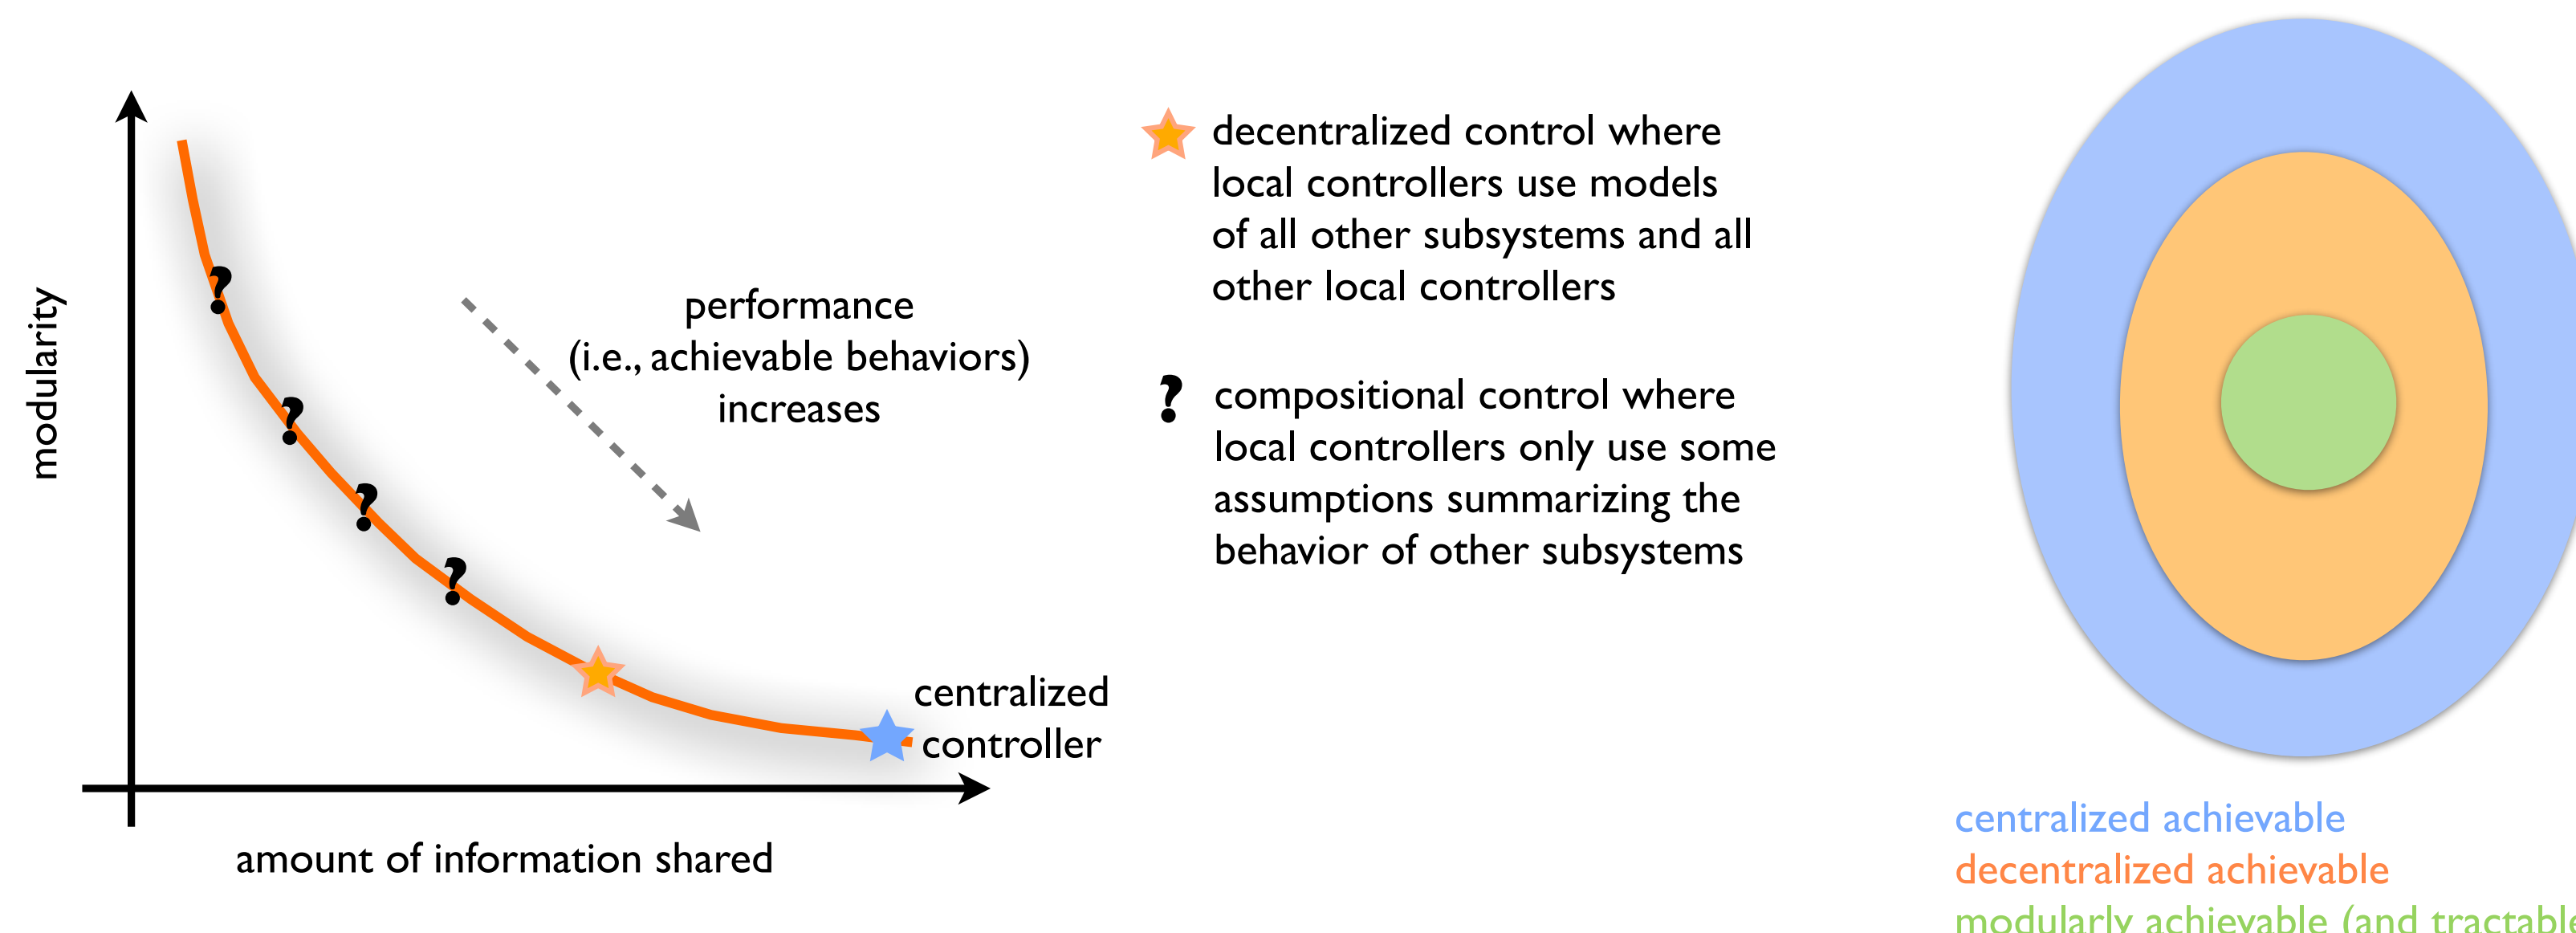 modularity
?
?
?
?
performance
(i.e., achievable behaviors)
increases
centralized
controller
amount of information shared
decentralized control where
local controllers use models
of all other subsystems and all
other local controllers
? compositional control where
local controllers only use some
assumptions summarizing the
behavior of other subsystems
centralized achievable
decentralized achievable
modularly achievable (and tractable